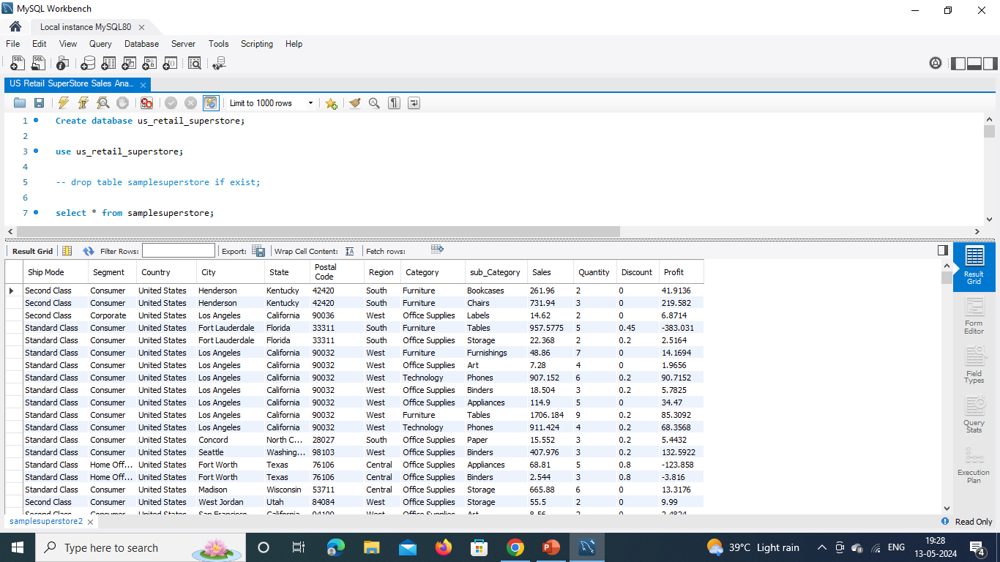 MySQL Workbench
Local instance MySQL80
File Edit View Query Database Server Tools Scripting Help
US Retail SuperStore Sales Ana...
Limit to 1000 rows
1 Create database us_retail_superstore;
2
3 use us_retail_superstore;
4
5 -- drop table samplesuperstore if exist;
6
7 select * from samplesuperstore;
Result Grid Filter Rows: Export: Wrap Cell Content: Fetch rows:
Ship Mode Segment Country City State Postal Code Region Category sub_Category Sales Quantity Discount Profit
Second Class Consumer United States Henderson Kentucky 42420 South Furniture Bookcases 261.96 2 0 41.9136
Second Class Consumer United States Henderson Kentucky 42420 South Furniture Chairs 731.94 3 0 219.582
Second Class Corporate United States Los Angeles California 90036 West Office Supplies Labels 14.62 2 0 6.8714
Standard Class Consumer United States Fort Lauderdale Florida 33311 South Furniture Tables 957.5775 5 0.45 -383.031
Standard Class Consumer United States Fort Lauderdale Florida 33311 South Office Supplies Storage 22.368 2 0.2 2.5164
Standard Class Consumer United States Los Angeles California 90032 West Furniture Furnishings 48.86 7 0 14.1694
Standard Class Consumer United States Los Angeles California 90032 West Office Supplies Art 7.28 4 0 1.9656
Standard Class Consumer United States Los Angeles California 90032 West Technology Phones 907.152 6 0.2 90.7152
Standard Class Consumer United States Los Angeles California 90032 West Office Supplies Binders 18.504 3 0.2 5.7825
Standard Class Consumer United States Los Angeles California 90032 West Office Supplies Appliances 114.9 5 0 34.47
Standard Class Consumer United States Los Angeles California 90032 West Furniture Tables 1706.184 9 0.2 85.3092
Standard Class Consumer United States Los Angeles California 90032 West Technology Phones 911.424 4 0.2 68.3568
Standard Class Consumer United States Concord North C... 28027 South Office Supplies Paper 15.552 3 0.2 5.4432
Standard Class Consumer United States Seattle Washing... 98103 West Office Supplies Binders 407.976 3 0.2 132.5922
Standard Class Home Off... United States Fort Worth Texas 76106 Central Office Supplies Appliances 68.81 5 0.8 -123.858
Standard Class Home Off... United States Fort Worth Texas 76106 Central Office Supplies Binders 2.544 3 0.8 -3.816
Standard Class Consumer United States Madison Wisconsin 53711 Central Office Supplies Storage 665.88 6 0 13.3176
Second Class Consumer United States West Jordan Utah 84084 West Office Supplies Storage 55.5 2 0 9.99
Result Grid
Form Editor
Field Types
Query Stats
Execution Plan
samplesuperstore2
Read Only
Type here to search
39°C Light rain
ENG
19:28
13-05-2024
4